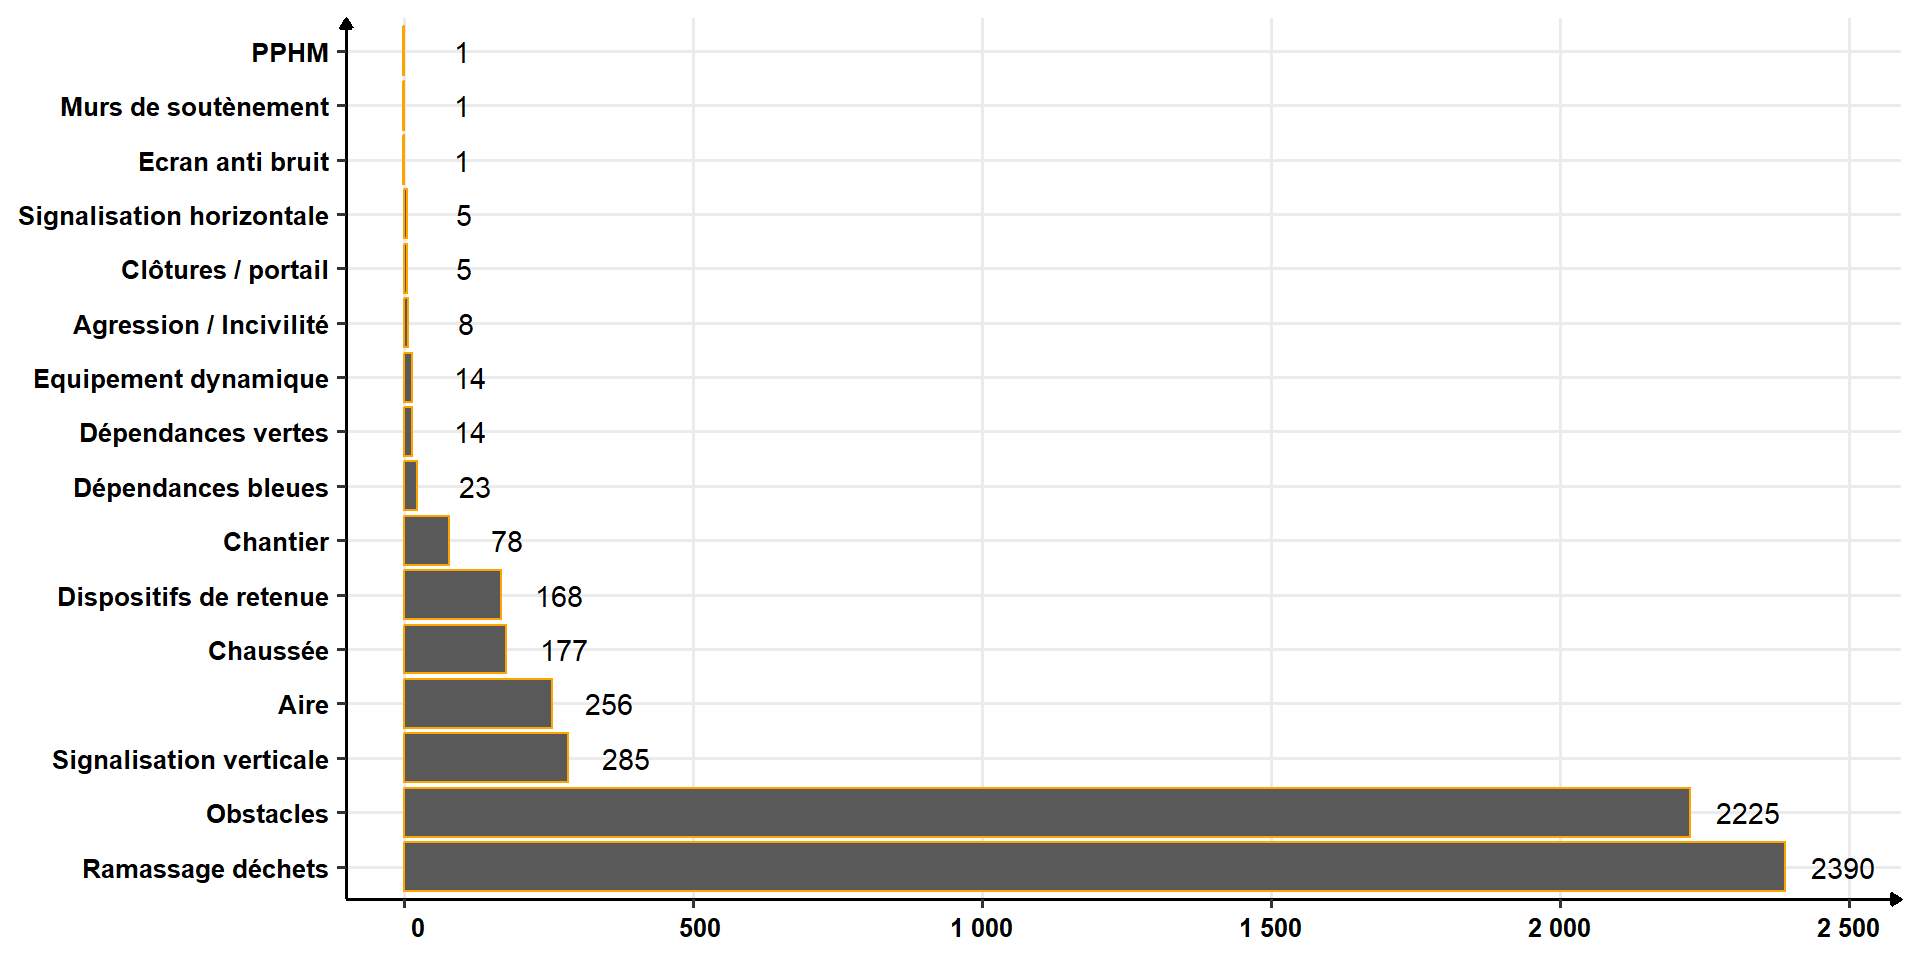 PPHM 1
Murs de soutènement 1
Ecran anti bruit 1
Signalisation horizontale 5
Clôtures / portail 5
Agression / Incivilité 8
Equipement dynamique 14
Dépendances vertes 14
Dépendances bleues 23
Chantier 78
Dispositifs de retenue 168
Chaussée 177
Aire 256
Signalisation verticale 285
Obstacles 2225
Ramassage déchets 2390
0 500 1 000 1 500 2 000 2 500